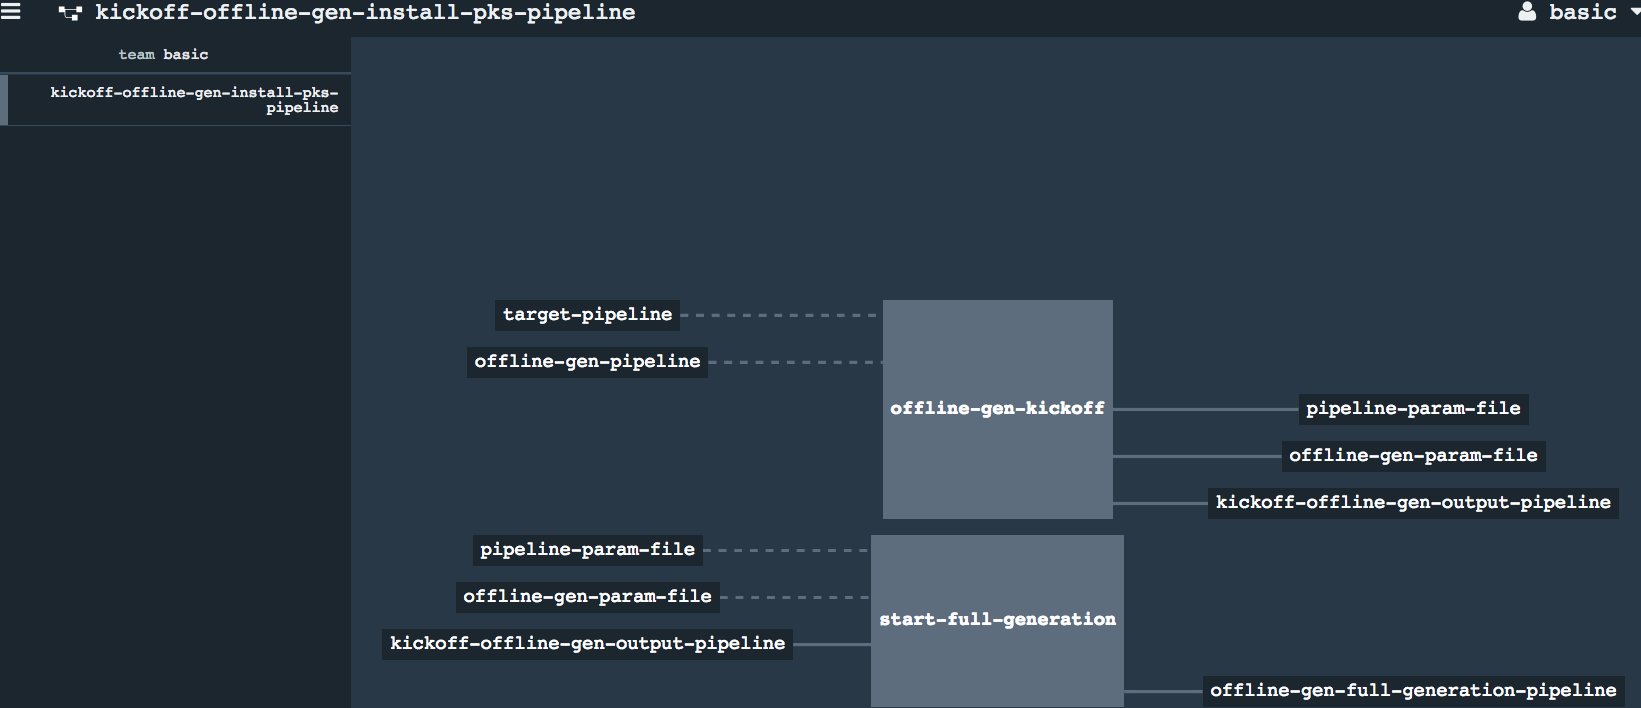 kickoff-offline-gen-install-pks-pipeline
basic
team basic
kickoff-offline-gen-install-pks-
pipeline
target-pipeline
offline-gen-pipeline
offline-gen-kickoff
pipeline-param-file
offline-gen-param-file
kickoff-offline-gen-output-pipeline
pipeline-param-file
offline-gen-param-file
start-full-generation
kickoff-offline-gen-output-pipeline
offline-gen-full-generation-pipeline